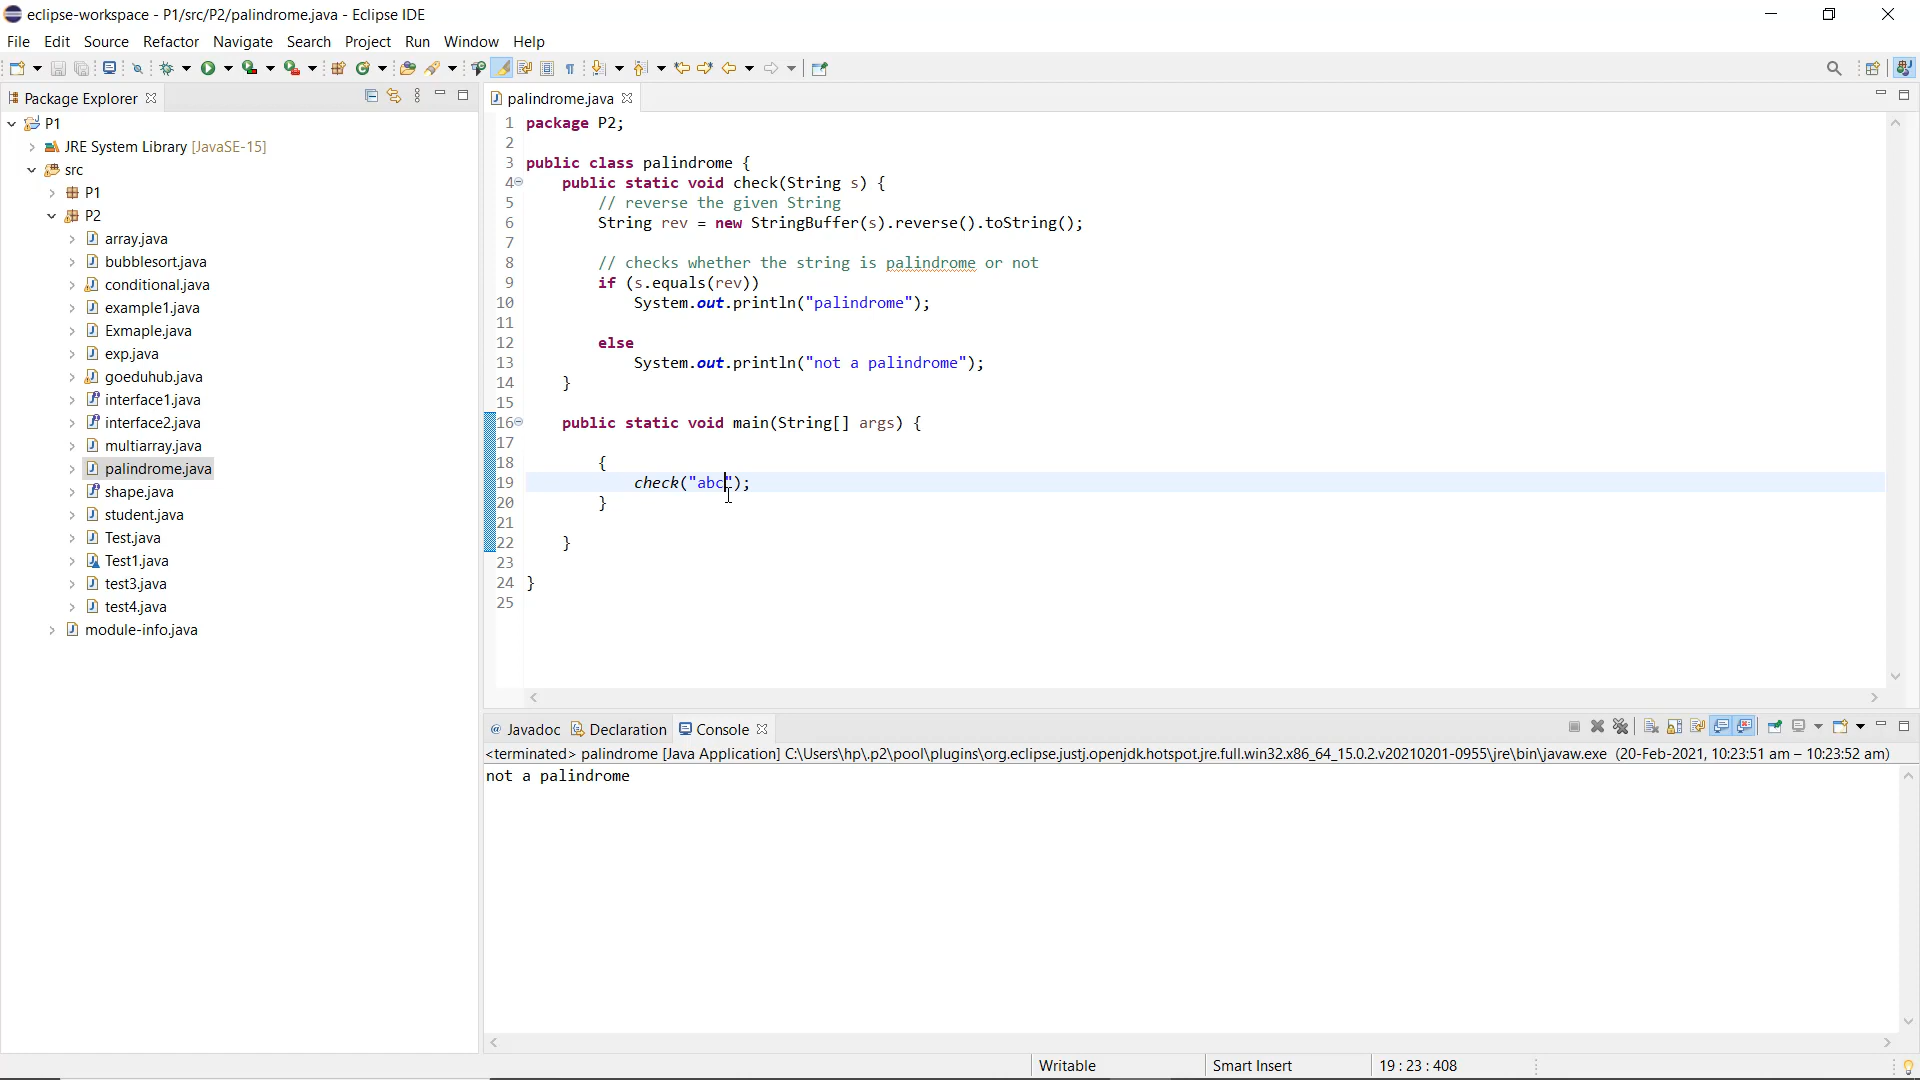 eclipse-workspace - P1/src/P2/palindrome.java - Eclipse IDE
File Edit Source Refactor Navigate Search Project Run Window Help
Package Explorer
palindrome.java
P1
JRE System Library [JavaSE-15]
src
P1
P2
array.java
bubblesort.java
conditional.java
example1.java
Exmaple.java
exp.java
goeduhub.java
interface1.java
interface2.java
multiarray.java
palindrome.java
shape.java
student.java
Test.java
Test1.java
test3.java
test4.java
module-info.java
1 package P2;
2
3 public class palindrome {
4 public static void check(String s) {
5 // reverse the given String
6 String rev = new StringBuffer(s).reverse().toString();
7
8 // checks whether the string is palindrome or not
9 if (s.equals(rev))
10 System.out.println("palindrome");
11
12 else
13 System.out.println("not a palindrome");
14 }
15
16 public static void main(String[] args) {
17
18 {
19 check("abc");
20 }
21
22 }
23
24 }
25
@ Javadoc Declaration Console
<terminated> palindrome [Java Application] C:\Users\hp\.p2\pool\plugins\org.eclipse.justj.openjdk.hotspot.jre.full.win32.x86_64_15.0.2.v20210201-0955\jre\bin\javaw.exe (20-Feb-2021, 10:23:51 am – 10:23:52 am)
not a palindrome
Writable Smart Insert 19 : 23 : 408